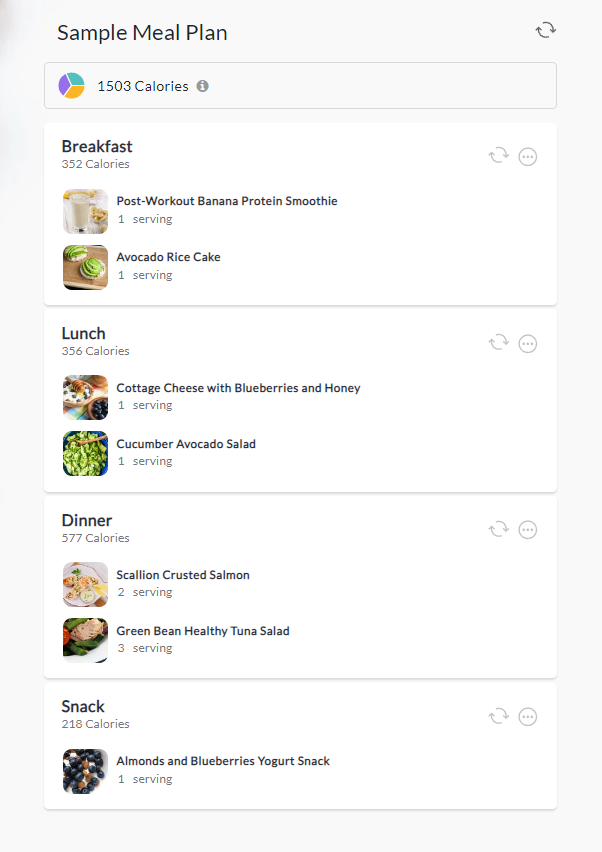 Sample Meal Plan
1503 Calories
Breakfast
352 Calories
Post-Workout Banana Protein Smoothie
1 serving
Avocado Rice Cake
1 serving
Lunch
356 Calories
Cottage Cheese with Blueberries and Honey
1 serving
Cucumber Avocado Salad
1 serving
Dinner
577 Calories
Scallion Crusted Salmon
2 serving
Green Bean Healthy Tuna Salad
3 serving
Snack
218 Calories
Almonds and Blueberries Yogurt Snack
1 serving